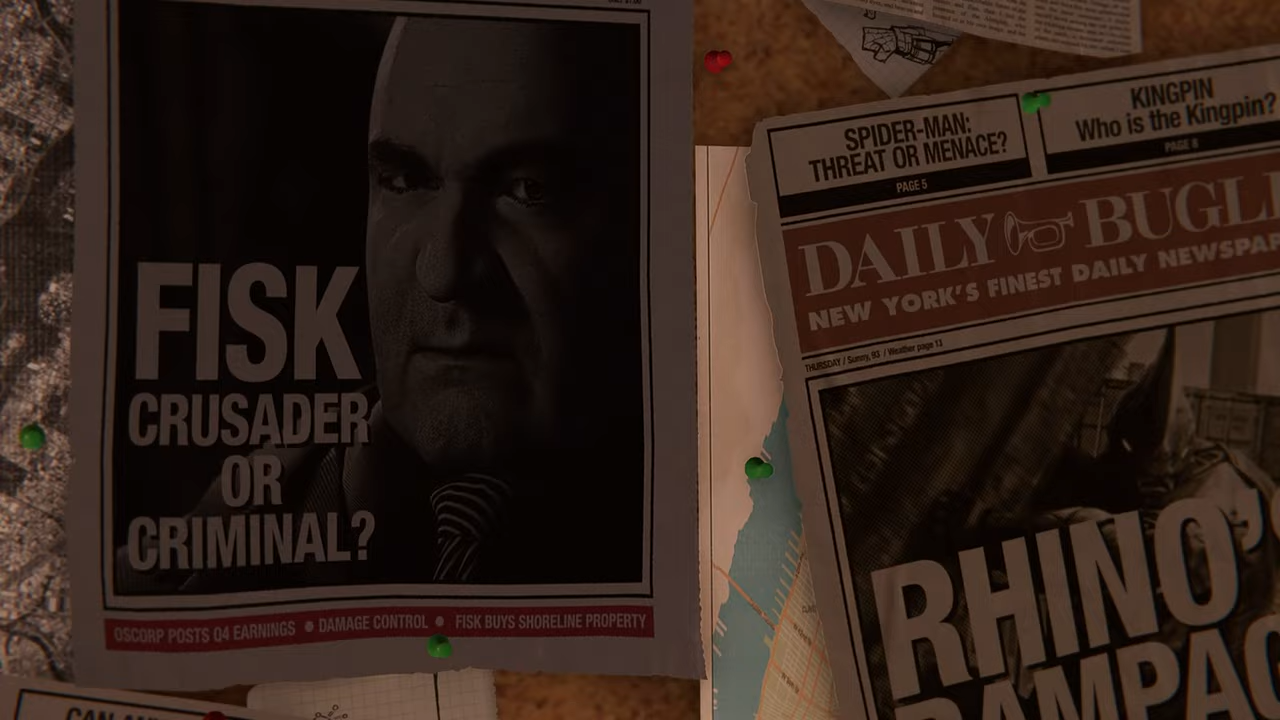 FISK
CRUSADER
OR
CRIMINAL?
OSCORP POSTS Q4 EARNINGS ● DAMAGE CONTROL ● FISK BUYS SHORELINE PROPERTY
SPIDER-MAN:
THREAT OR MENACE?
PAGE 5
KINGPIN
Who is the Kingpin?
PAGE 8
DAILY BUGL
NEW YORK'S FINEST DAILY NEWSPAP
THURSDAY / Sunny, 93 / Weather page 13
RHINO'
RAMPAG